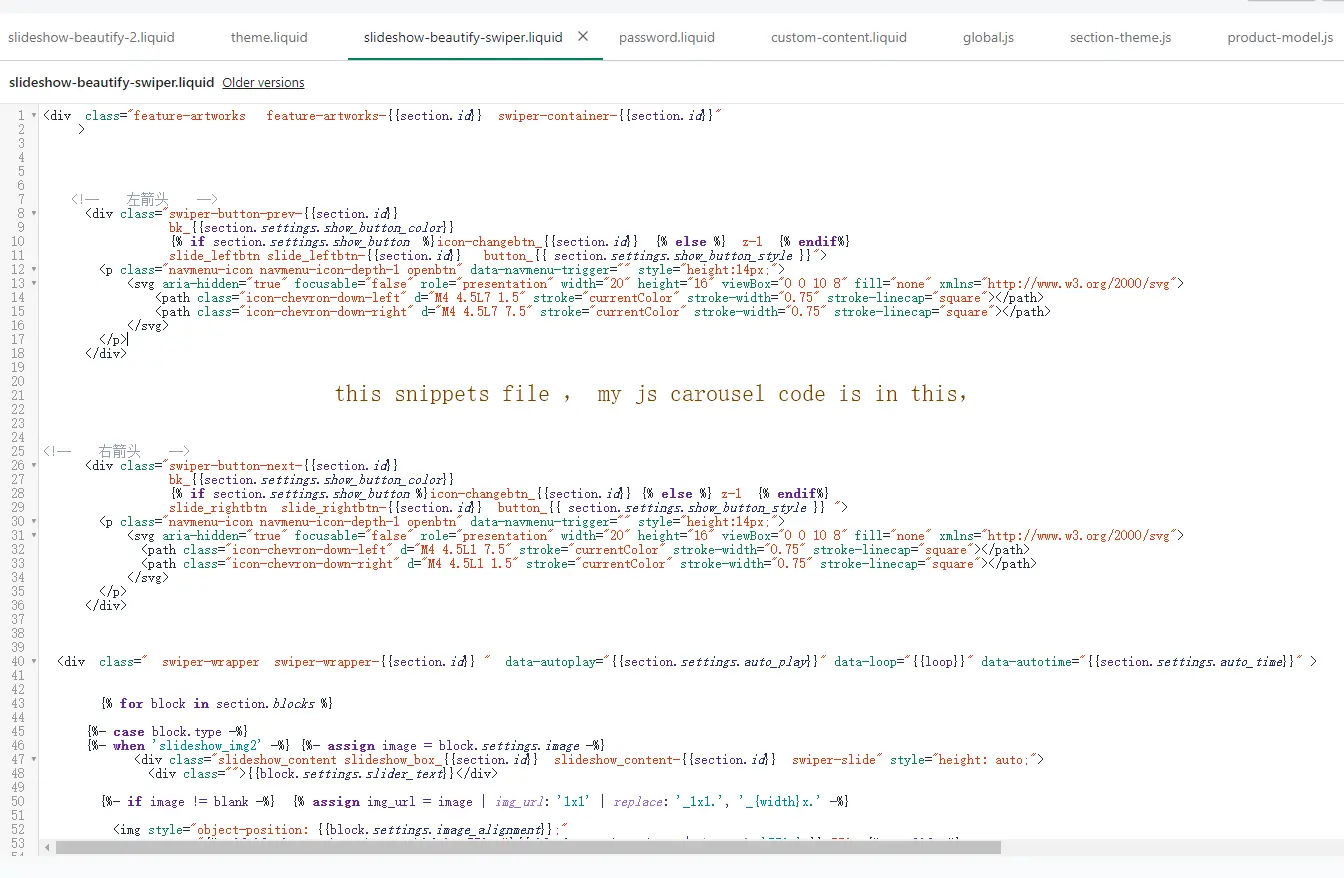 slideshow-beautify-2.liquid theme.liquid slideshow-beautify-swiper.liquid × password.liquid custom-content.liquid global.js section-theme.js product-model.js
slideshow-beautify-swiper.liquid Older versions
1 <div  class="feature-artworks   feature-artworks-{{section.id}}  swiper-container-{{section.id}}"
2 >
3
4
5
6
7 <!--   左箭头   -->
8 <div class="swiper-button-prev-{{section.id}}
9 bk_{{section.settings.show_button_color}}
10 {% if section.settings.show_button  %}icon-changebtn_{{section.id}}  {% else %}  z-1  {% endif%}
11 slide_leftbtn slide_leftbtn-{{section.id}}   button_{{ section.settings.show_button_style }}">
12 <p class="navmenu-icon navmenu-icon-depth-1 openbtn" data-navmenu-trigger="" style="height:14px;">
13 <svg aria-hidden="true" focusable="false" role="presentation" width="20" height="16" viewBox="0 0 10 8" fill="none" xmlns="http://www.w3.org/2000/svg">
14 <path class="icon-chevron-down-left" d="M4 4.5L7 1.5" stroke="currentColor" stroke-width="0.75" stroke-linecap="square"></path>
15 <path class="icon-chevron-down-right" d="M4 4.5L7 7.5" stroke="currentColor" stroke-width="0.75" stroke-linecap="square"></path>
16 </svg>
17 </p>
18 </div>
19
20
21 this snippets file ,  my js carousel code is in this,
22
23
24
25 <!--   右箭头   -->
26 <div class="swiper-button-next-{{section.id}}
27 bk_{{section.settings.show_button_color}}
28 {% if section.settings.show_button %}icon-changebtn_{{section.id}} {% else %} z-1  {% endif%}
29 slide_rightbtn  slide_rightbtn-{{section.id}}  button_{{ section.settings.show_button_style }} ">
30 <p class="navmenu-icon navmenu-icon-depth-1 openbtn" data-navmenu-trigger="" style="height:14px;">
31 <svg aria-hidden="true" focusable="false" role="presentation" width="20" height="16" viewBox="0 0 10 8" fill="none" xmlns="http://www.w3.org/2000/svg">
32 <path class="icon-chevron-down-left" d="M4 4.5L1 7.5" stroke="currentColor" stroke-width="0.75" stroke-linecap="square"></path>
33 <path class="icon-chevron-down-right" d="M4 4.5L1 1.5" stroke="currentColor" stroke-width="0.75" stroke-linecap="square"></path>
34 </svg>
35 </p>
36 </div>
37
38
39
40 <div  class="  swiper-wrapper  swiper-wrapper-{{section.id}} "  data-autoplay="{{section.settings.auto_play}}" data-loop="{{loop}}" data-autotime="{{section.settings.auto_time}}" >
41
42
43 {% for block in section.blocks %}
44
45 {%- case block.type -%}
46 {%- when 'slideshow_img2' -%} {%- assign image = block.settings.image -%}
47 <div class="slideshow_content slideshow_box_{{section.id}}  slideshow_content-{{section.id}}  swiper-slide" style="height: auto;">
48 <div class="">{{block.settings.slider_text}}</div>
49
50 {%- if image != blank -%}  {% assign img_url = image | img_url: '1x1' | replace: '_1x1.', '_{width}x.' -%}
51
52 <img style="object-position: {{block.settings.image_alignment}};"
53
54